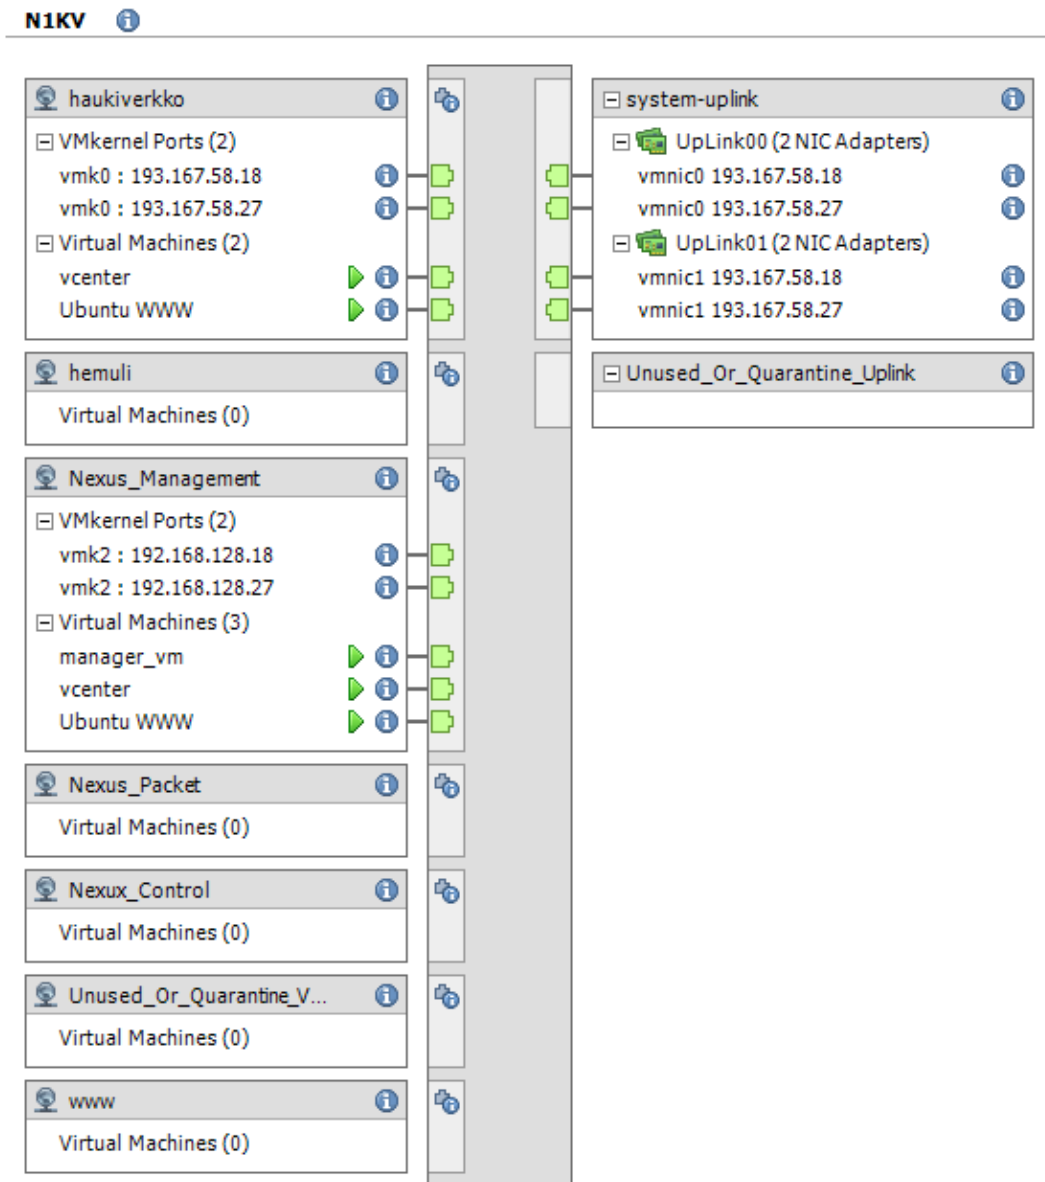 N1KV
haukiverkko
VMkernel Ports (2)
vmk0 : 193.167.58.18
vmk0 : 193.167.58.27
Virtual Machines (2)
vcenter
Ubuntu WWW
hemuli
Virtual Machines (0)
Nexus_Management
VMkernel Ports (2)
vmk2 : 192.168.128.18
vmk2 : 192.168.128.27
Virtual Machines (3)
manager_vm
vcenter
Ubuntu WWW
Nexus_Packet
Virtual Machines (0)
Nexux_Control
Virtual Machines (0)
Unused_Or_Quarantine_V...
Virtual Machines (0)
www
Virtual Machines (0)
system-uplink
UpLink00 (2 NIC Adapters)
vmnic0 193.167.58.18
vmnic0 193.167.58.27
UpLink01 (2 NIC Adapters)
vmnic1 193.167.58.18
vmnic1 193.167.58.27
Unused_Or_Quarantine_Uplink